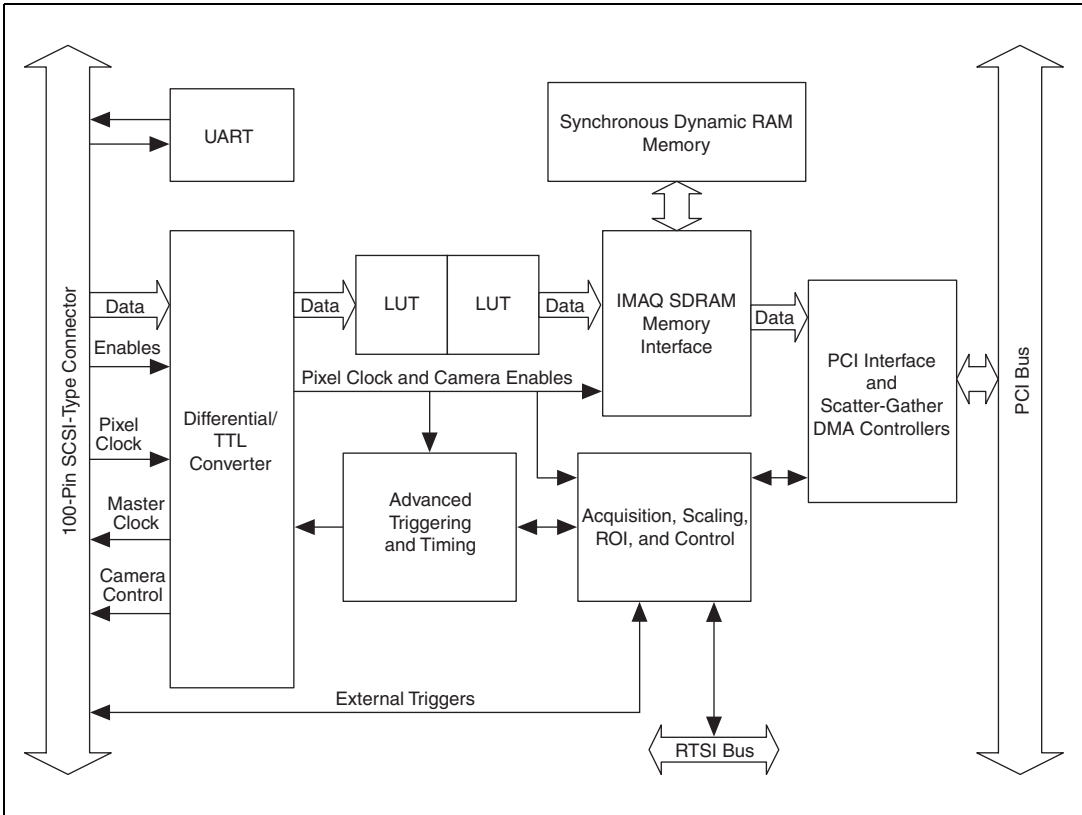 UART
Synchronous Dynamic RAM
Memory
100-Pin SCSI-Type Connector
Data
Enables
Pixel
Clock
Master
Clock
Camera
Control
Differential/
TTL
Converter
Data
LUT
LUT
Data
IMAQ SDRAM
Memory
Interface
Data
PCI Interface
and
Scatter-Gather
DMA Controllers
PCI Bus
Pixel Clock and Camera Enables
Advanced
Triggering
and Timing
Acquisition, Scaling,
ROI, and Control
External Triggers
RTSI Bus